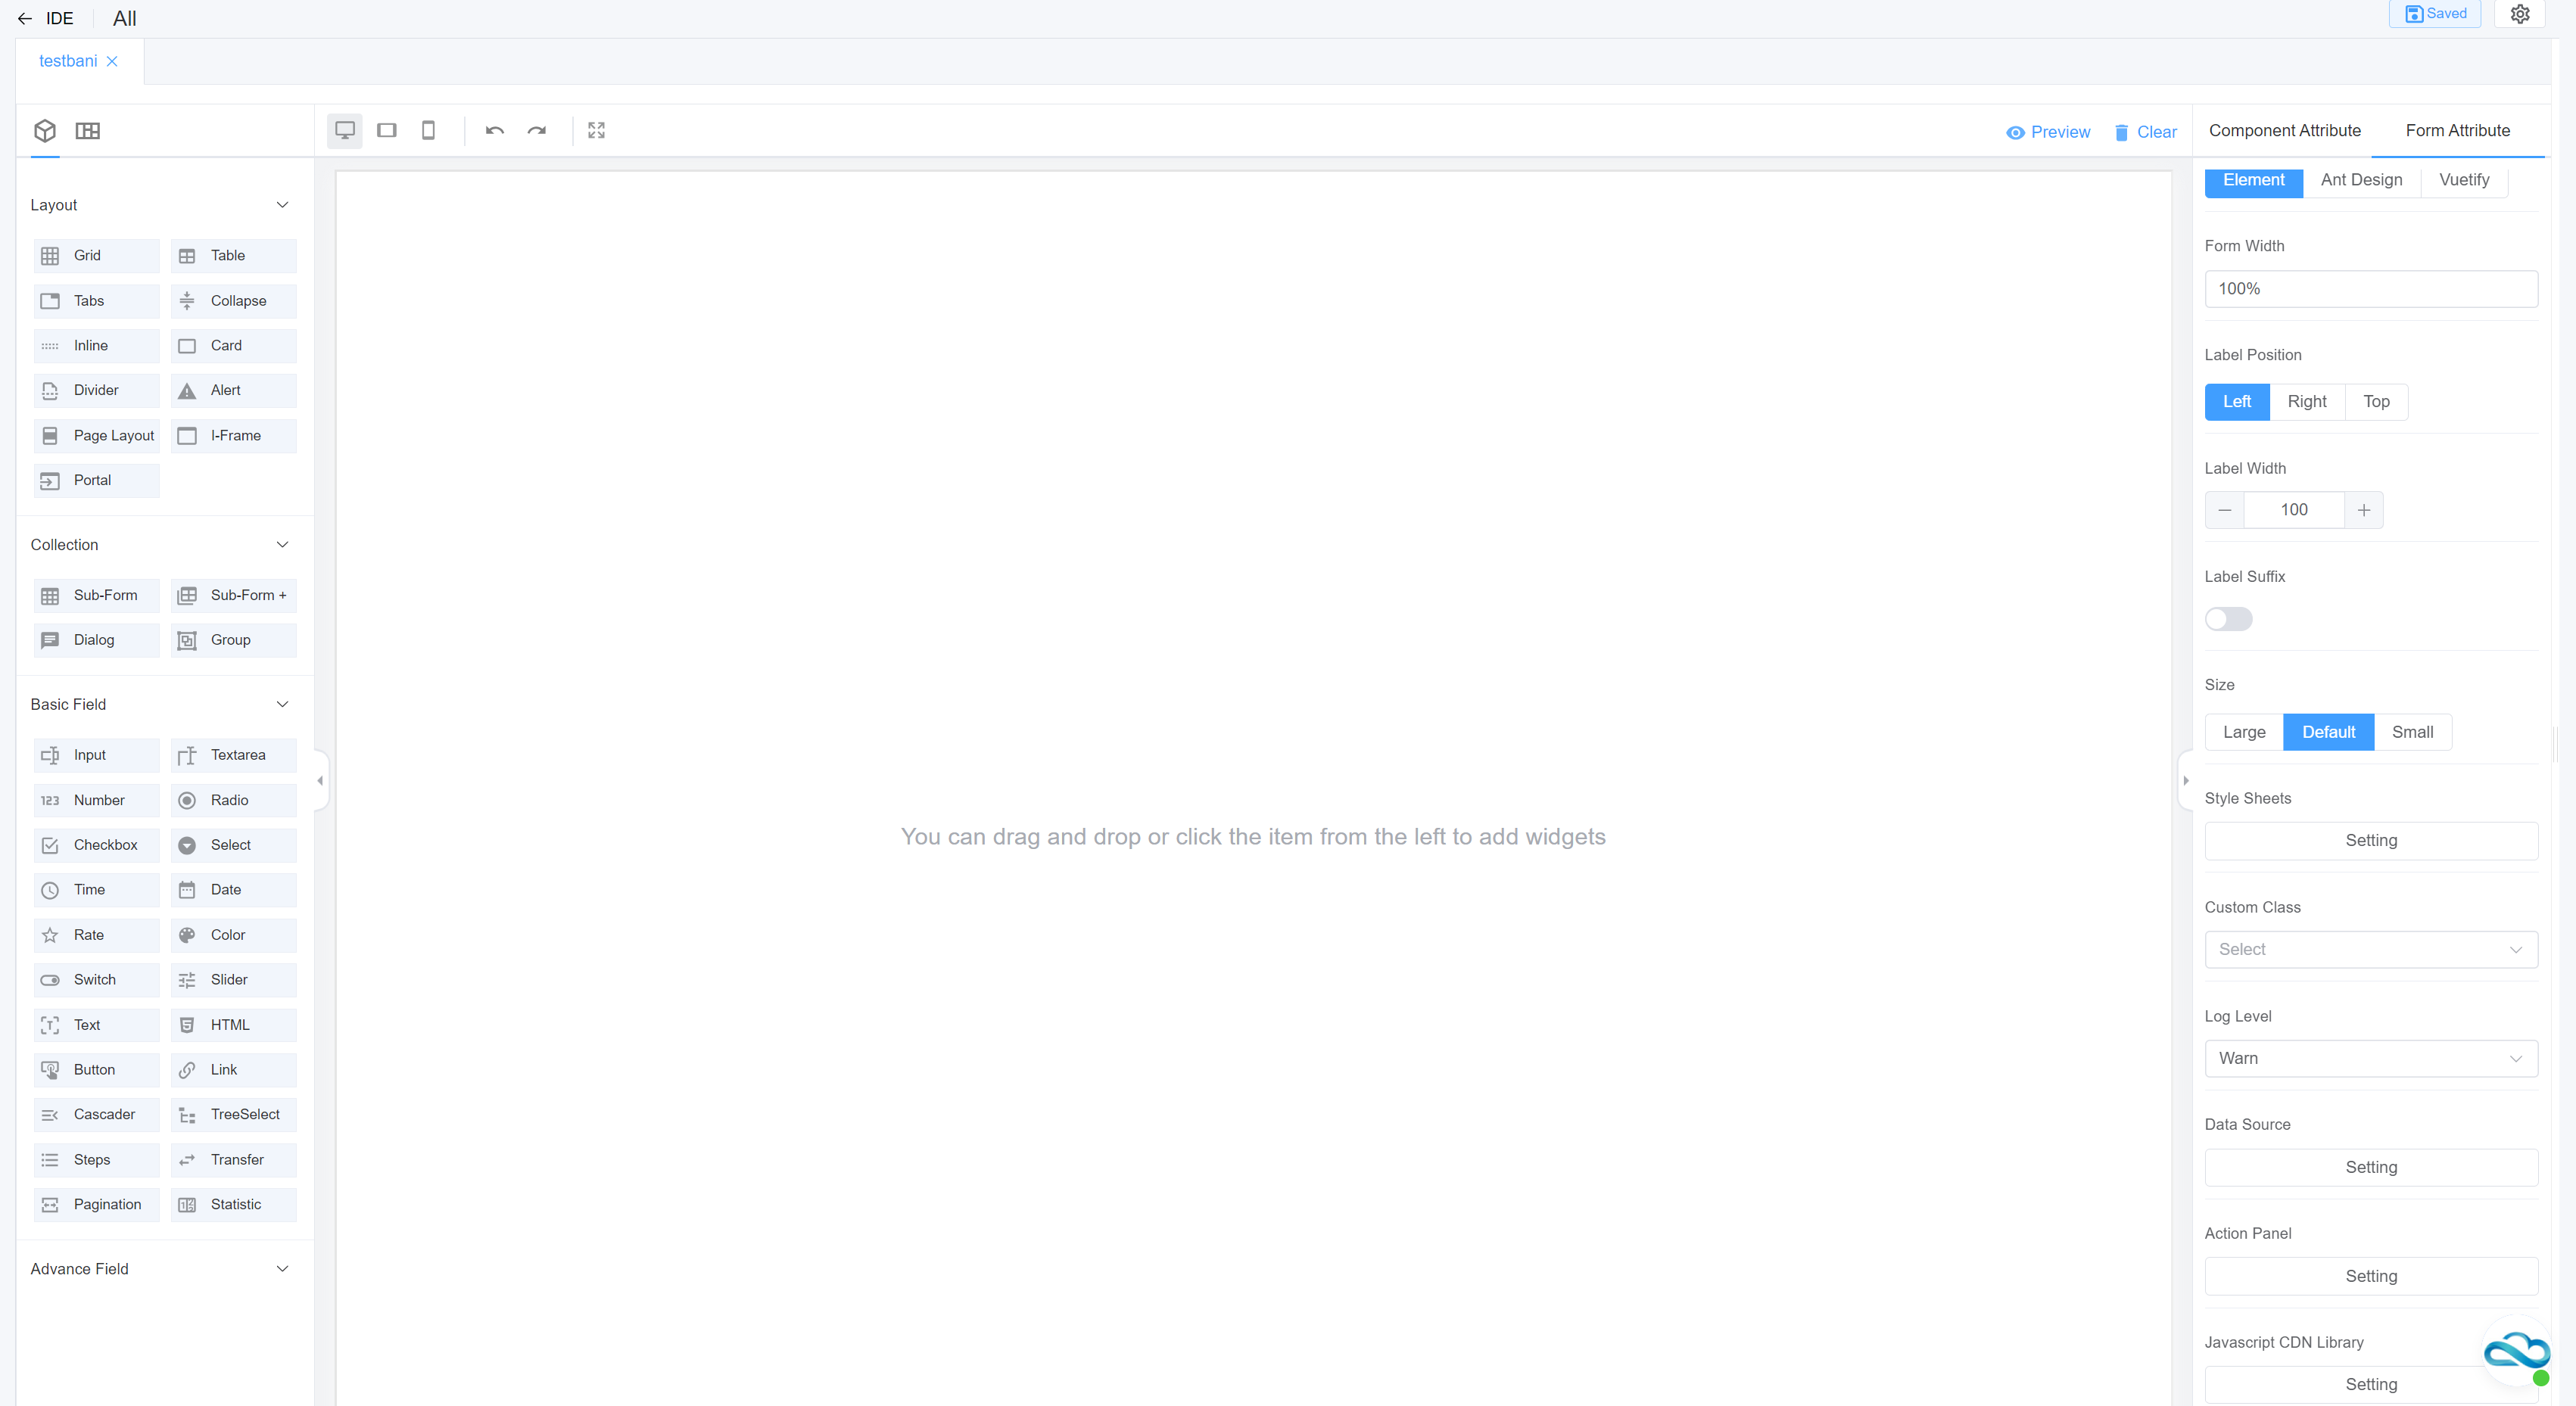 IDE
All
Saved
testbani
Preview
Clear
Component Attribute
Form Attribute
Layout
Grid
Table
Tabs
Collapse
Inline
Card
Divider
Alert
Page Layout
I-Frame
Portal
Collection
Sub-Form
Sub-Form +
Dialog
Group
Basic Field
Input
Textarea
123
Number
Radio
Checkbox
Select
Time
Date
Rate
Color
Switch
Slider
Text
HTML
Button
Link
Cascader
TreeSelect
Steps
Transfer
Pagination
Statistic
Advance Field
You can drag and drop or click the item from the left to add widgets
Element
Ant Design
Vuetify
Form Width
100%
Label Position
Left
Right
Top
Label Width
100
Label Suffix
Size
Large
Default
Small
Style Sheets
Setting
Custom Class
Select
Log Level
Warn
Data Source
Setting
Action Panel
Setting
Javascript CDN Library
Setting